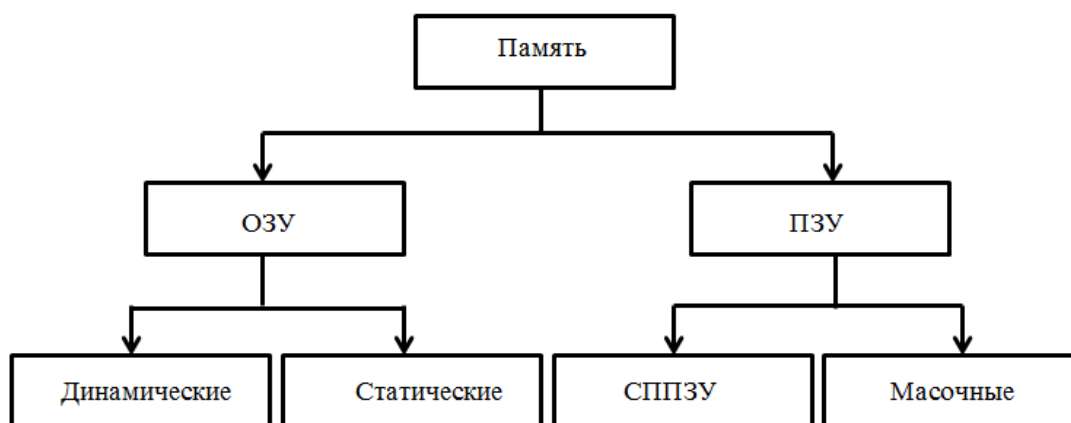 Память
ОЗУ
ПЗУ
Динамические
Статические
СППЗУ
Масочные